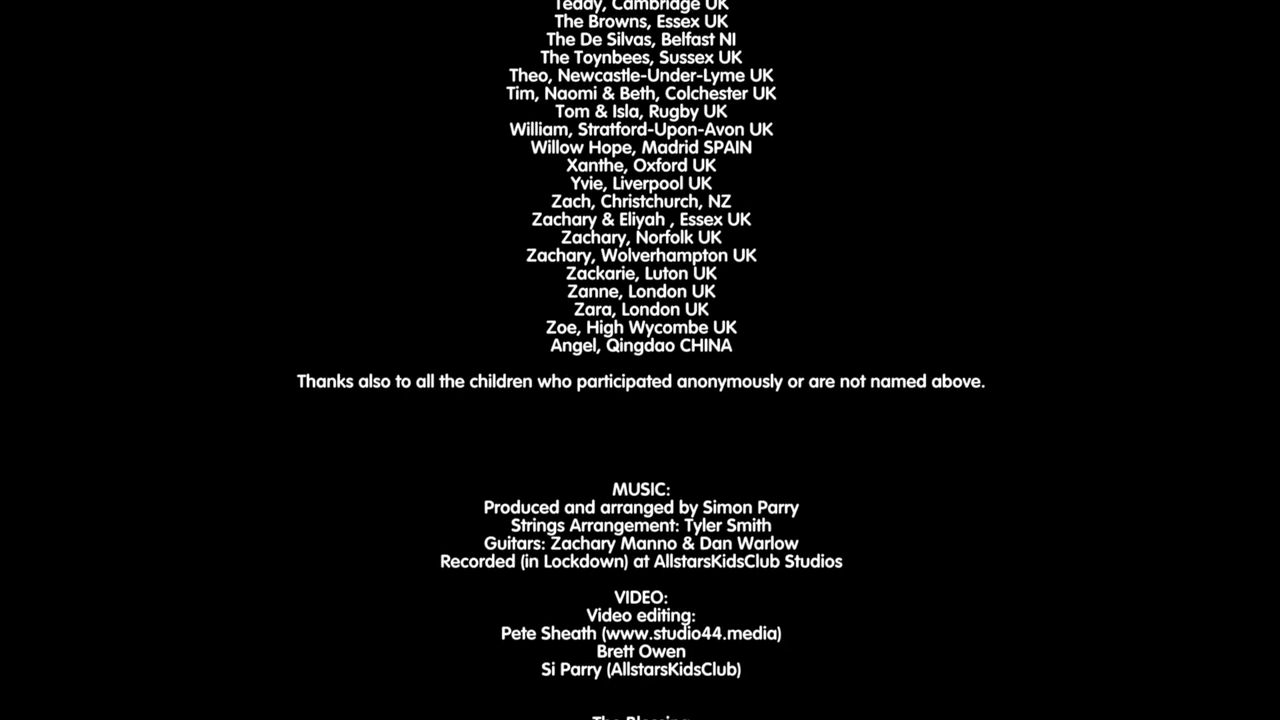 Teddy, Cambridge UK
The Browns, Essex UK
The De Silvas, Belfast NI
The Toynbees, Sussex UK
Theo, Newcastle-Under-Lyme UK
Tim, Naomi & Beth, Colchester UK
Tom & Isla, Rugby UK
William, Stratford-Upon-Avon UK
Willow Hope, Madrid SPAIN
Xanthe, Oxford UK
Yvie, Liverpool UK
Zach, Christchurch, NZ
Zachary & Eliyah , Essex UK
Zachary, Norfolk UK
Zachary, Wolverhampton UK
Zackarie, Luton UK
Zanne, London UK
Zara, London UK
Zoe, High Wycombe UK
Angel, Qingdao CHINA
Thanks also to all the children who participated anonymously or are not named above.
MUSIC:
Produced and arranged by Simon Parry
Strings Arrangement: Tyler Smith
Guitars: Zachary Manno & Dan Warlow
Recorded (in Lockdown) at AllstarsKidsClub Studios
VIDEO:
Video editing:
Pete Sheath (www.studio44.media)
Brett Owen
Si Parry (AllstarsKidsClub)
The Blessing